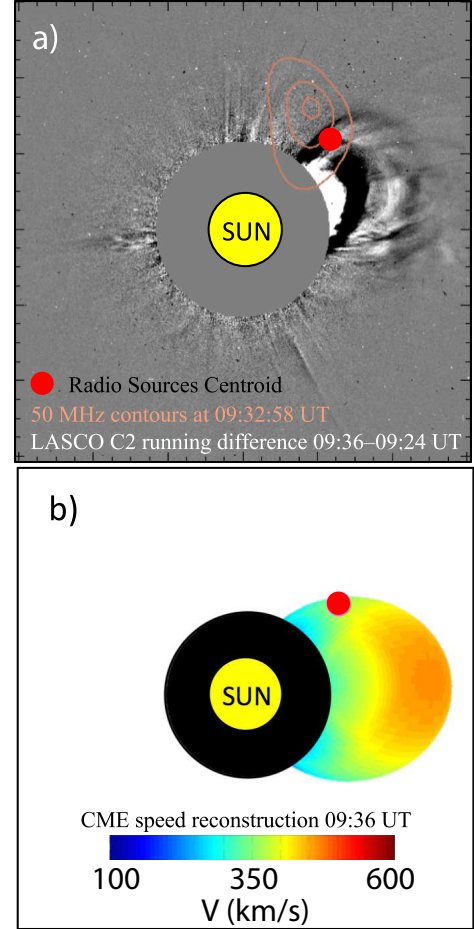 a)
SUN
Radio Sources Centroid
50 MHz contours at 09:32:58 UT
LASCO C2 running difference 09:36–09:24 UT
b)
SUN
CME speed reconstruction 09:36 UT
100 350 600
V (km/s)